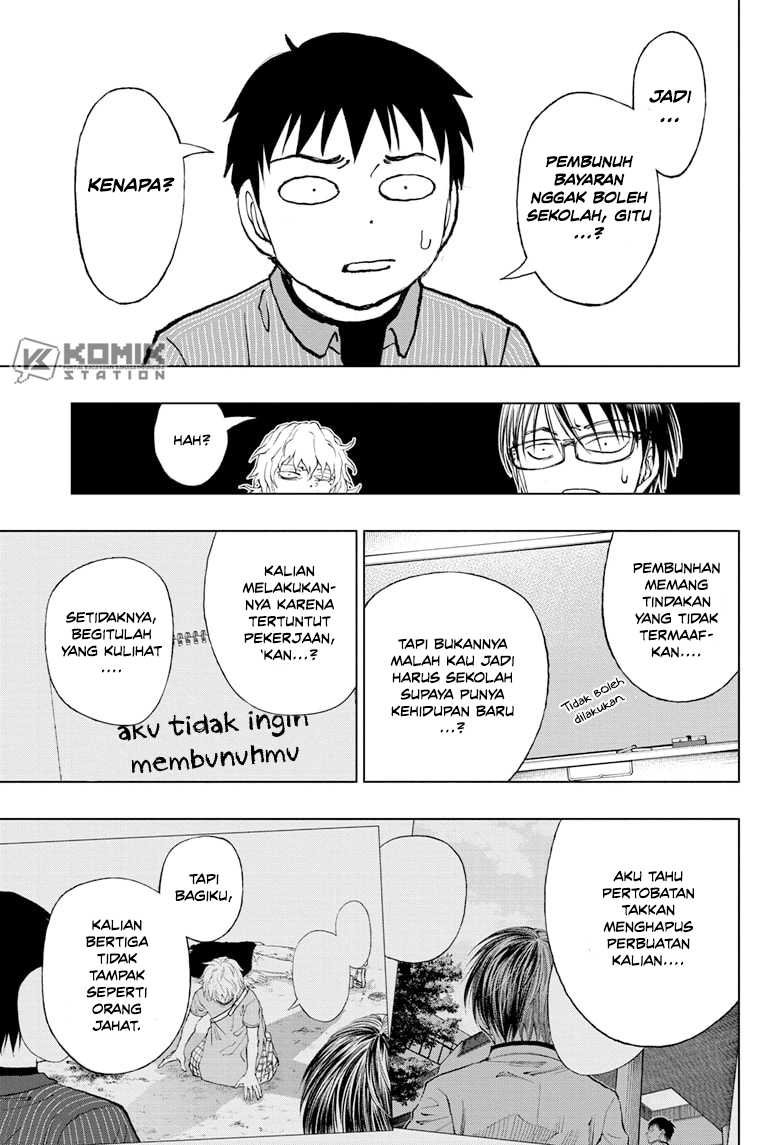 JADI
...
PEMBUNUH
BAYARAN
NGGAK BOLEH
SEKOLAH, GITU
...?
KENAPA?
KOMIK
STATION
HAH?
PEMBUNHAN
MEMANG
TINDAKAN
YANG TIDAK
TERMAAF-
KAN....
TAPI BUKANNYA
MALAH KAU JADI
HARUS SEKOLAH
SUPAYA PUNYA
KEHIDUPAN BARU
...?
Tidak boleh
dilakukan
KALIAN
MELAKUKAN-
NYA KARENA
TERTUNTUT
PEKERJAAN,
'KAN...?
SETIDAKNYA,
BEGITULAH
YANG KULIHAT
....
aku tidak ingin
membunuhmu
AKU TAHU
PERTOBATAN
TAKKAN
MENGHAPUS
PERBUATAN
KALIAN....
TAPI
BAGIKU,
KALIAN
BERTIGA
TIDAK
TAMPAK
SEPERTI
ORANG
JAHAT.